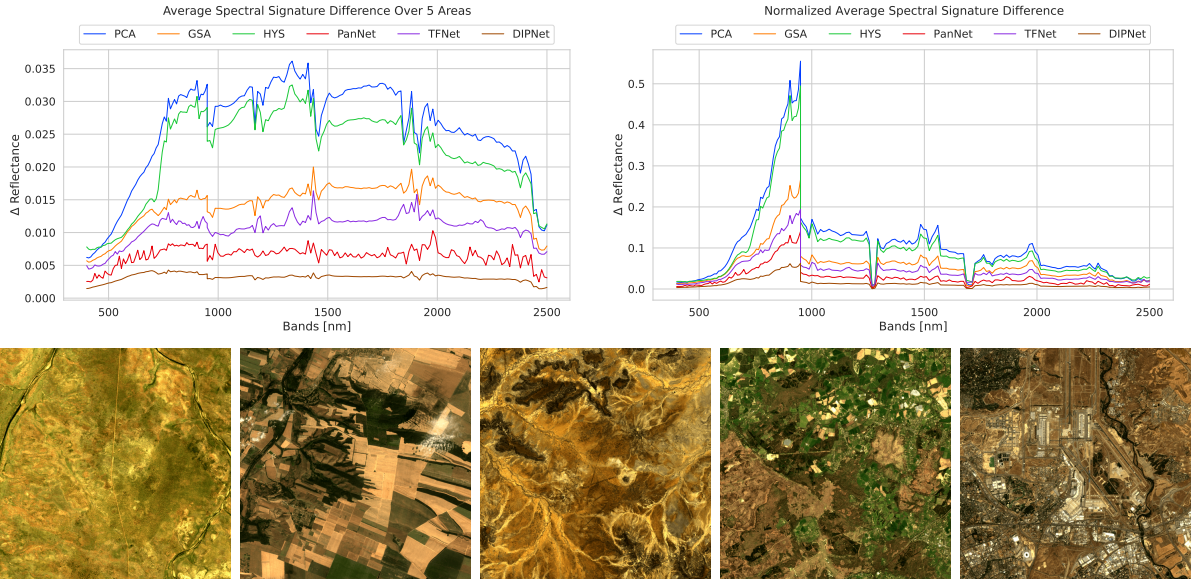 Average Spectral Signature Difference Over 5 Areas
PCA GSA HYS PanNet TFNet DIPNet
0.035
0.030
0.025
0.020
0.015
0.010
0.005
0.000
Δ Reflectance
500 1000 1500 2000 2500
Bands [nm]
Normalized Average Spectral Signature Difference
PCA GSA HYS PanNet TFNet DIPNet
0.5
0.4
0.3
0.2
0.1
0.0
Δ Reflectance
500 1000 1500 2000 2500
Bands [nm]